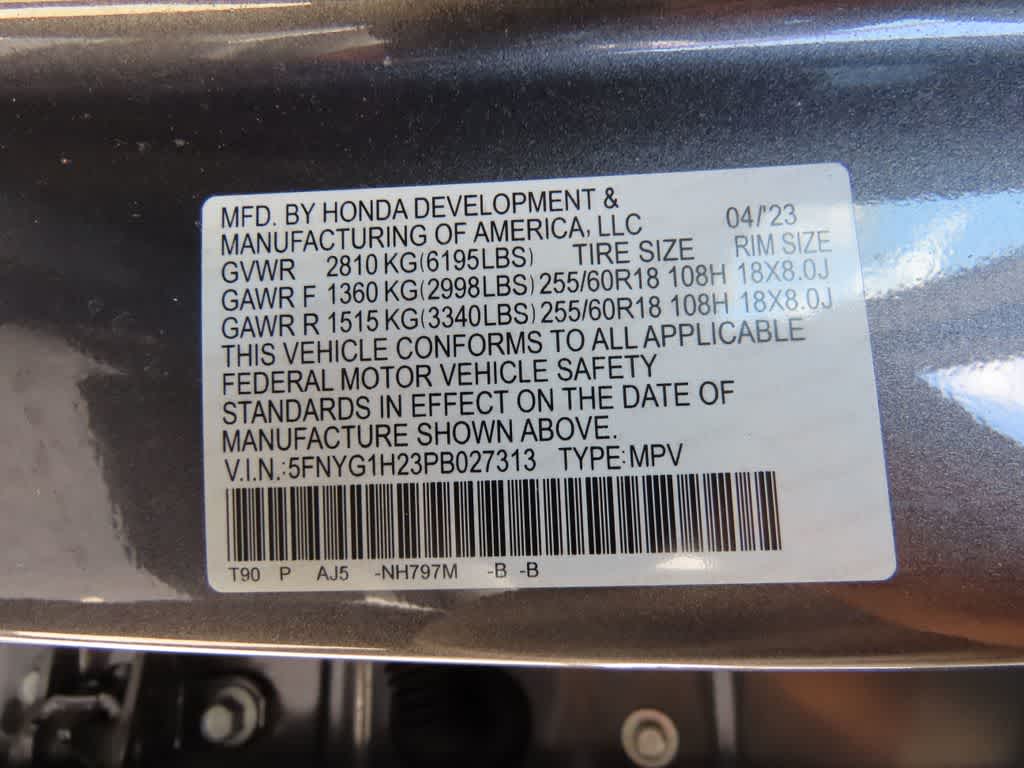 MFD. BY HONDA DEVELOPMENT &
MANUFACTURING OF AMERICA, LLC 04/'23
GVWR 2810 KG(6195LBS) TIRE SIZE RIM SIZE
GAWR F 1360 KG(2998LBS) 255/60R18 108H 18X8.0J
GAWR R 1515 KG(3340LBS) 255/60R18 108H 18X8.0J
THIS VEHICLE CONFORMS TO ALL APPLICABLE
FEDERAL MOTOR VEHICLE SAFETY
STANDARDS IN EFFECT ON THE DATE OF
MANUFACTURE SHOWN ABOVE.
V.I.N.:5FNYG1H23PB027313 TYPE:MPV
T90 P AJ5 -NH797M -B -B